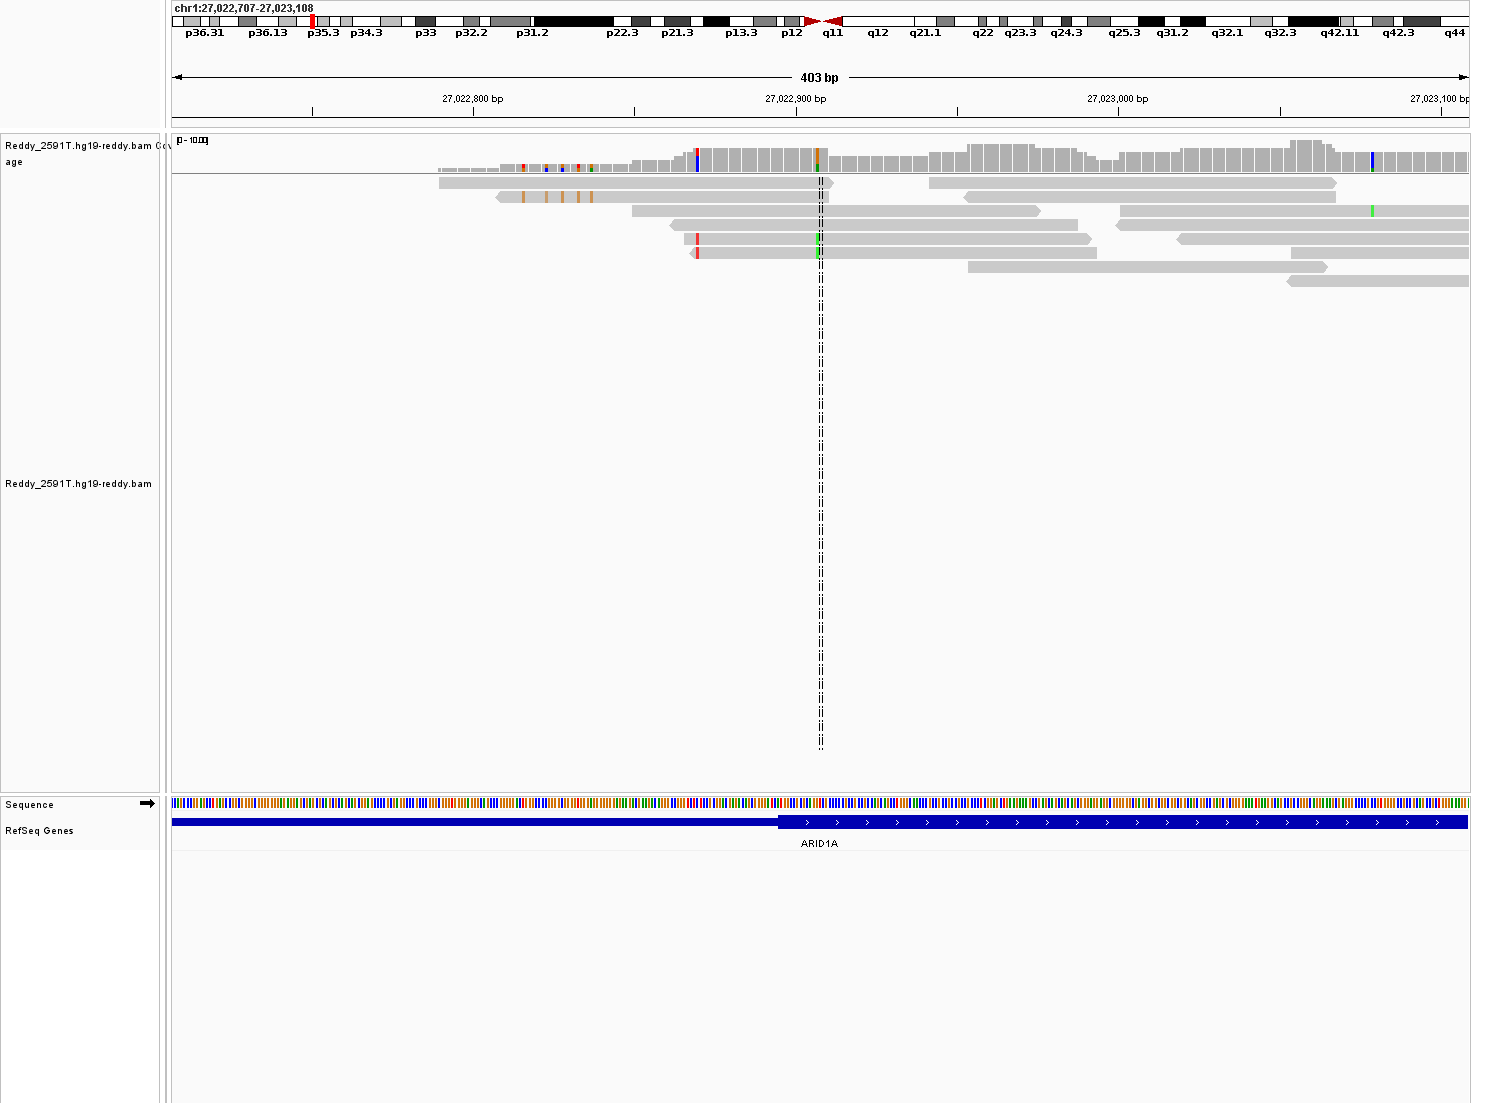 chr1:27,022,707-27,023,108
p36.31 p36.13 p35.3 p34.3 p33 p32.2 p31.2 p22.3 p21.3 p13.3 p12 q11 q12 q21.1 q22 q23.3 q24.3 q25.3 q31.2 q32.1 q32.3 q42.11 q42.3 q44
403 bp
27,022,800 bp 27,022,900 bp 27,023,000 bp 27,023,100 bp
[0 - 10.00]
Reddy_2591T.hg19-reddy.bam Cov
age
Reddy_2591T.hg19-reddy.bam
Sequence
RefSeq Genes
ARID1A